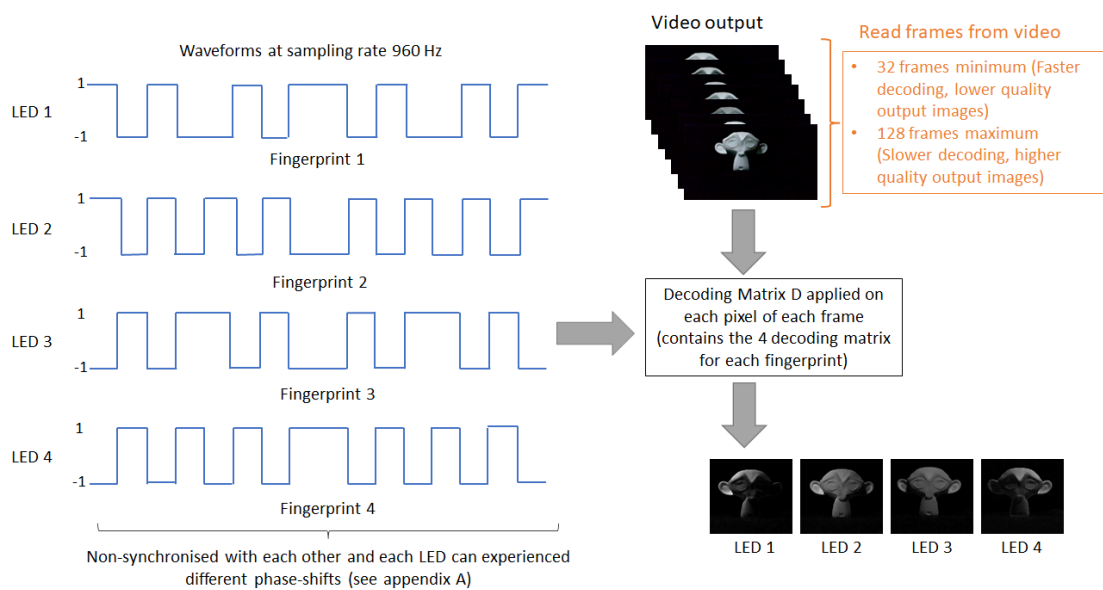 Waveforms at sampling rate 960 Hz
LED 1
1
-1
Fingerprint 1
LED 2
1
-1
Fingerprint 2
LED 3
1
-1
Fingerprint 3
LED 4
1
-1
Fingerprint 4
Non-synchronised with each other and each LED can experienced
different phase-shifts (see appendix A)
Video output
Read frames from video
• 32 frames minimum (Faster
decoding, lower quality
output images)
• 128 frames maximum
(Slower decoding, higher
quality output images)
Decoding Matrix D applied on
each pixel of each frame
(contains the 4 decoding matrix
for each fingerprint)
LED 1
LED 2
LED 3
LED 4